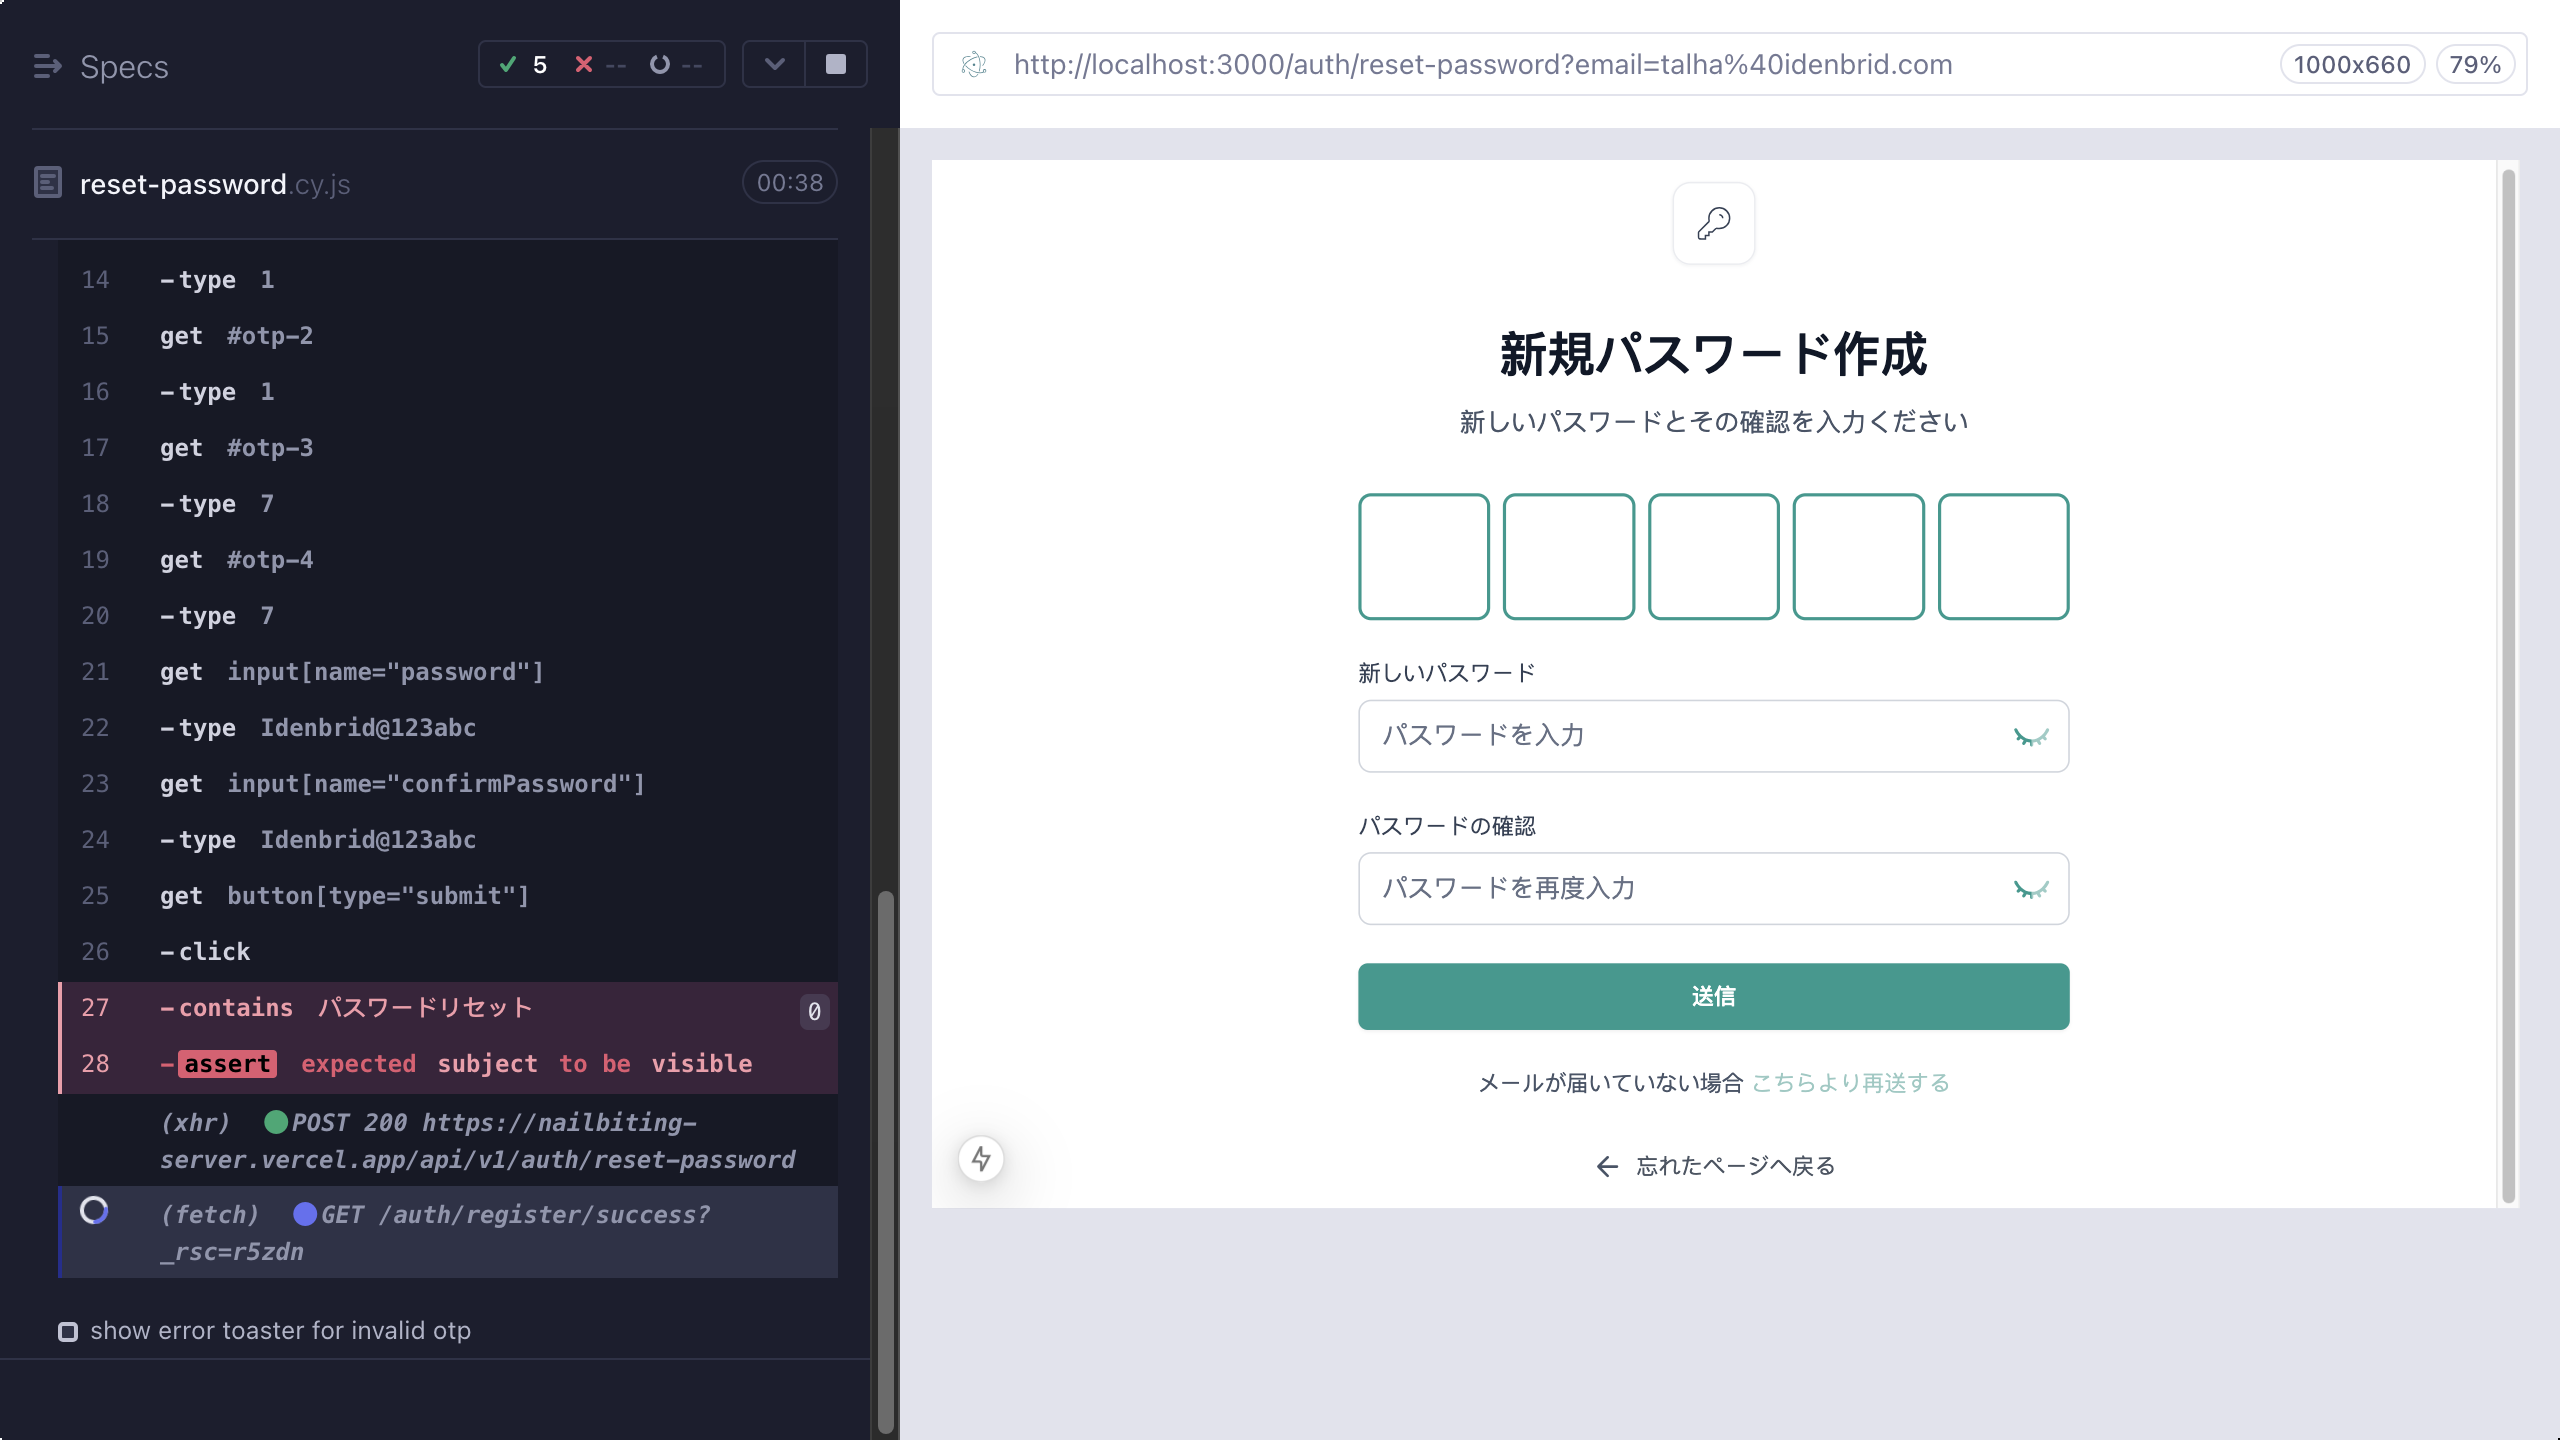 Specs
5 -- --
reset-password.cy.js 00:38
14 -type 1
15 get #otp-2
16 -type 1
17 get #otp-3
18 -type 7
19 get #otp-4
20 -type 7
21 get input[name="password"]
22 -type Idenbrid@123abc
23 get input[name="confirmPassword"]
24 -type Idenbrid@123abc
25 get button[type="submit"]
26 -click
27 -contains パスワードリセット 0
28 -assert expected subject to be visible
(xhr) POST 200 https://nailbiting-
server.vercel.app/api/v1/auth/reset-password
(fetch) GET /auth/register/success?
_rsc=r5zdn
show error toaster for invalid otp
http://localhost:3000/auth/reset-password?email=talha%40idenbrid.com 1000x660 79%
新規パスワード作成
新しいパスワードとその確認を入力ください
新しいパスワード
パスワードを入力
パスワードの確認
パスワードを再度入力
送信
メールが届いていない場合 こちらより再送する
← 忘れたページへ戻る